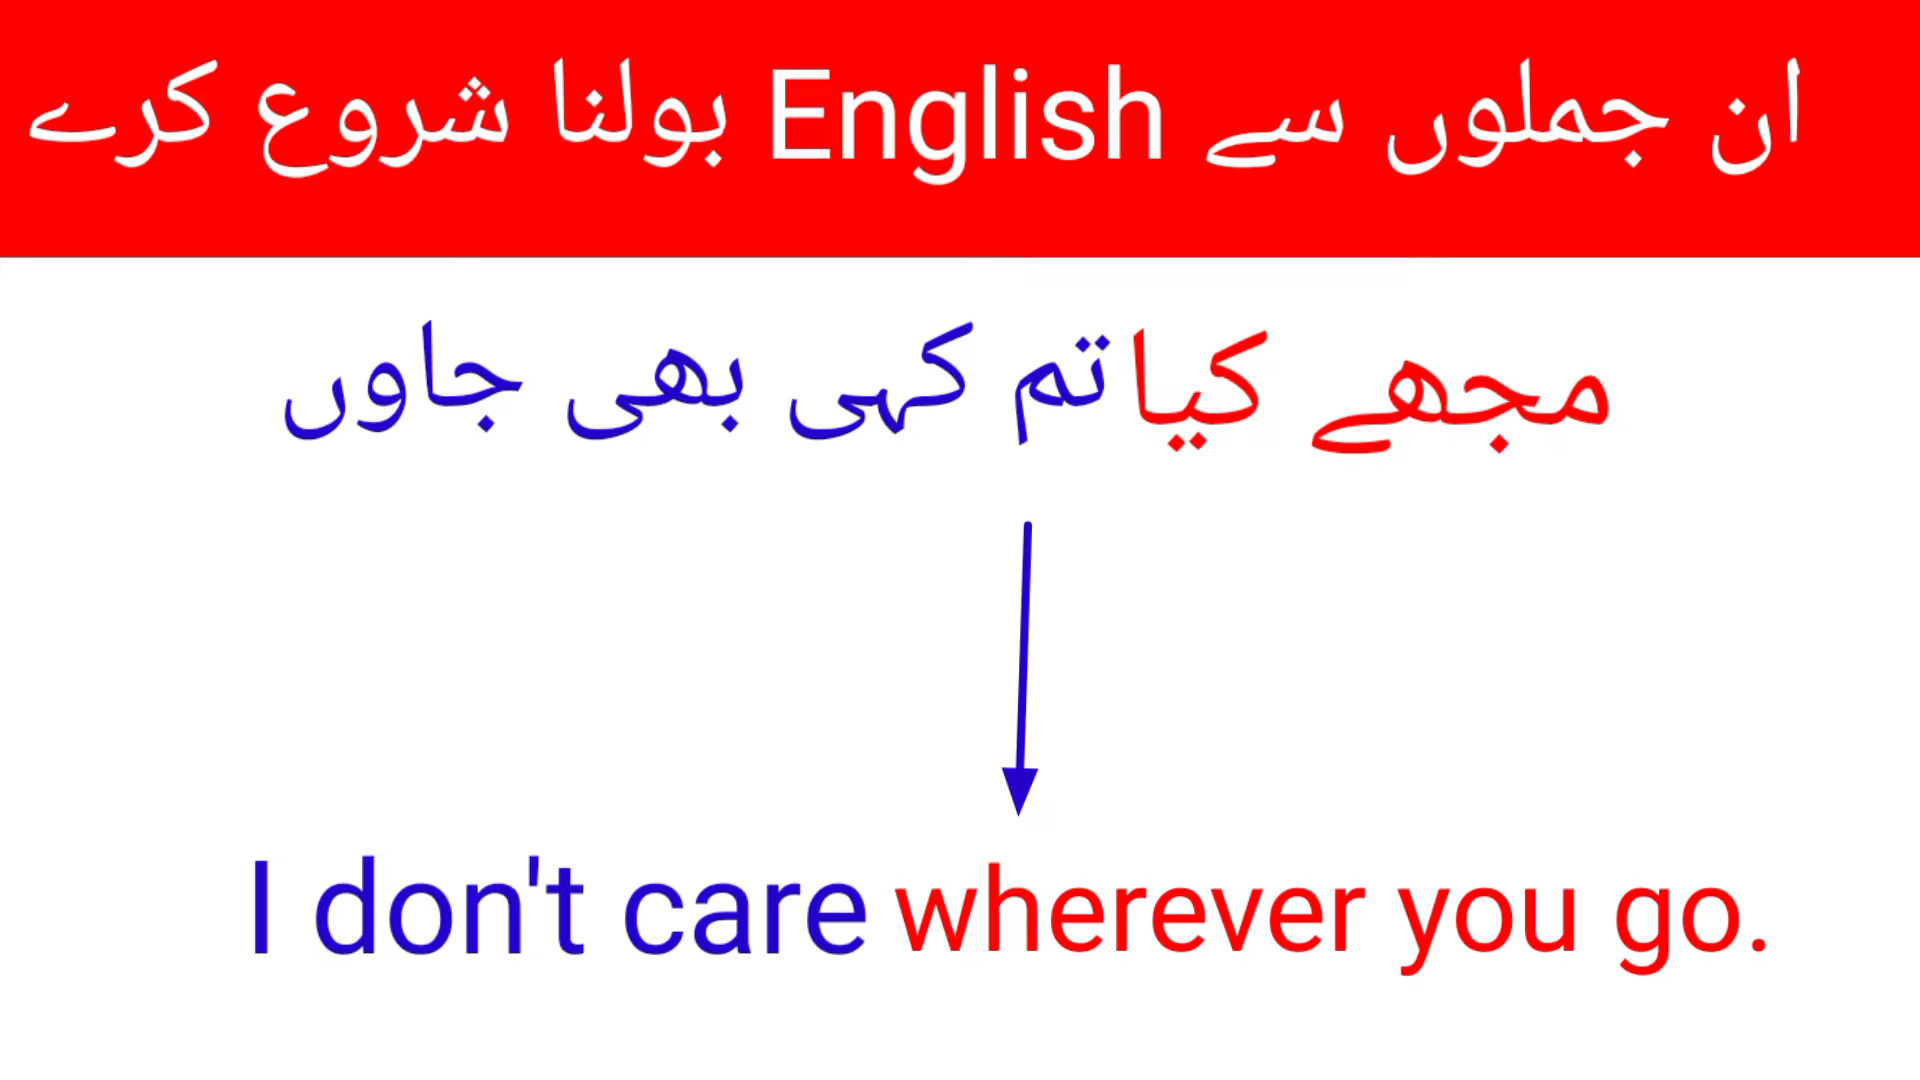 ان جملوں سے English بولنا شروع کرے
مجھے کیا تم کہی بھی جاوں
I don't care wherever you go.